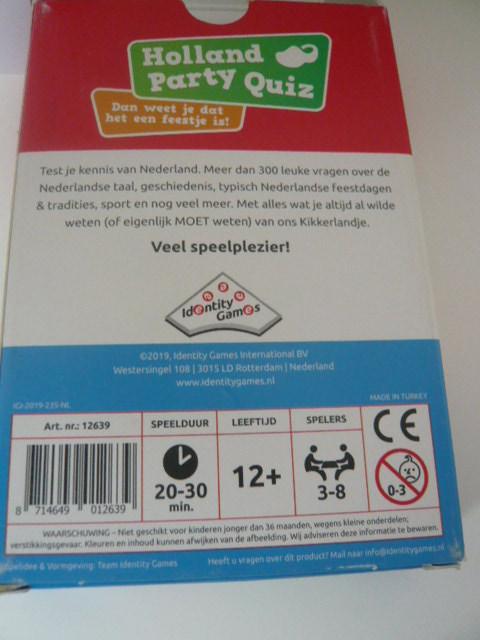 Holland
Party Quiz
Dan weet je dat
het een feestje is!
Test je kennis van Nederland. Meer dan 300 leuke vragen over de
Nederlandse taal, geschiedenis, typisch Nederlandse feestdagen
& tradities, sport en nog veel meer. Met alles wat je altijd al wilde
weten (of eigenlijk MOET weten) van ons Kikkerlandje.
Veel speelplezier!
Identity
Games
©2019, Identity Games International BV
Westersingel 108 | 3015 LD Rotterdam | Nederland
www.identitygames.nl
MADE IN TURKEY
Art. nr.: 12639
SPEELDUUR
LEEFTIJD
SPELERS
CE
20-30
min.
12+
3-8
0-3
8 714649 012639
WAARSCHUWING – Niet geschikt voor kinderen jonger dan 36 maanden, wegens kleine onderdelen;
verstikkingsgevaar. Kleuren en inhoud kunnen afwijken van de afbeelding. Wij adviseren deze informatie te bewaren.
& Vormgeving: Team Identity Games
Heeft u vragen over dit product? Mail naar info@identitygames.nl